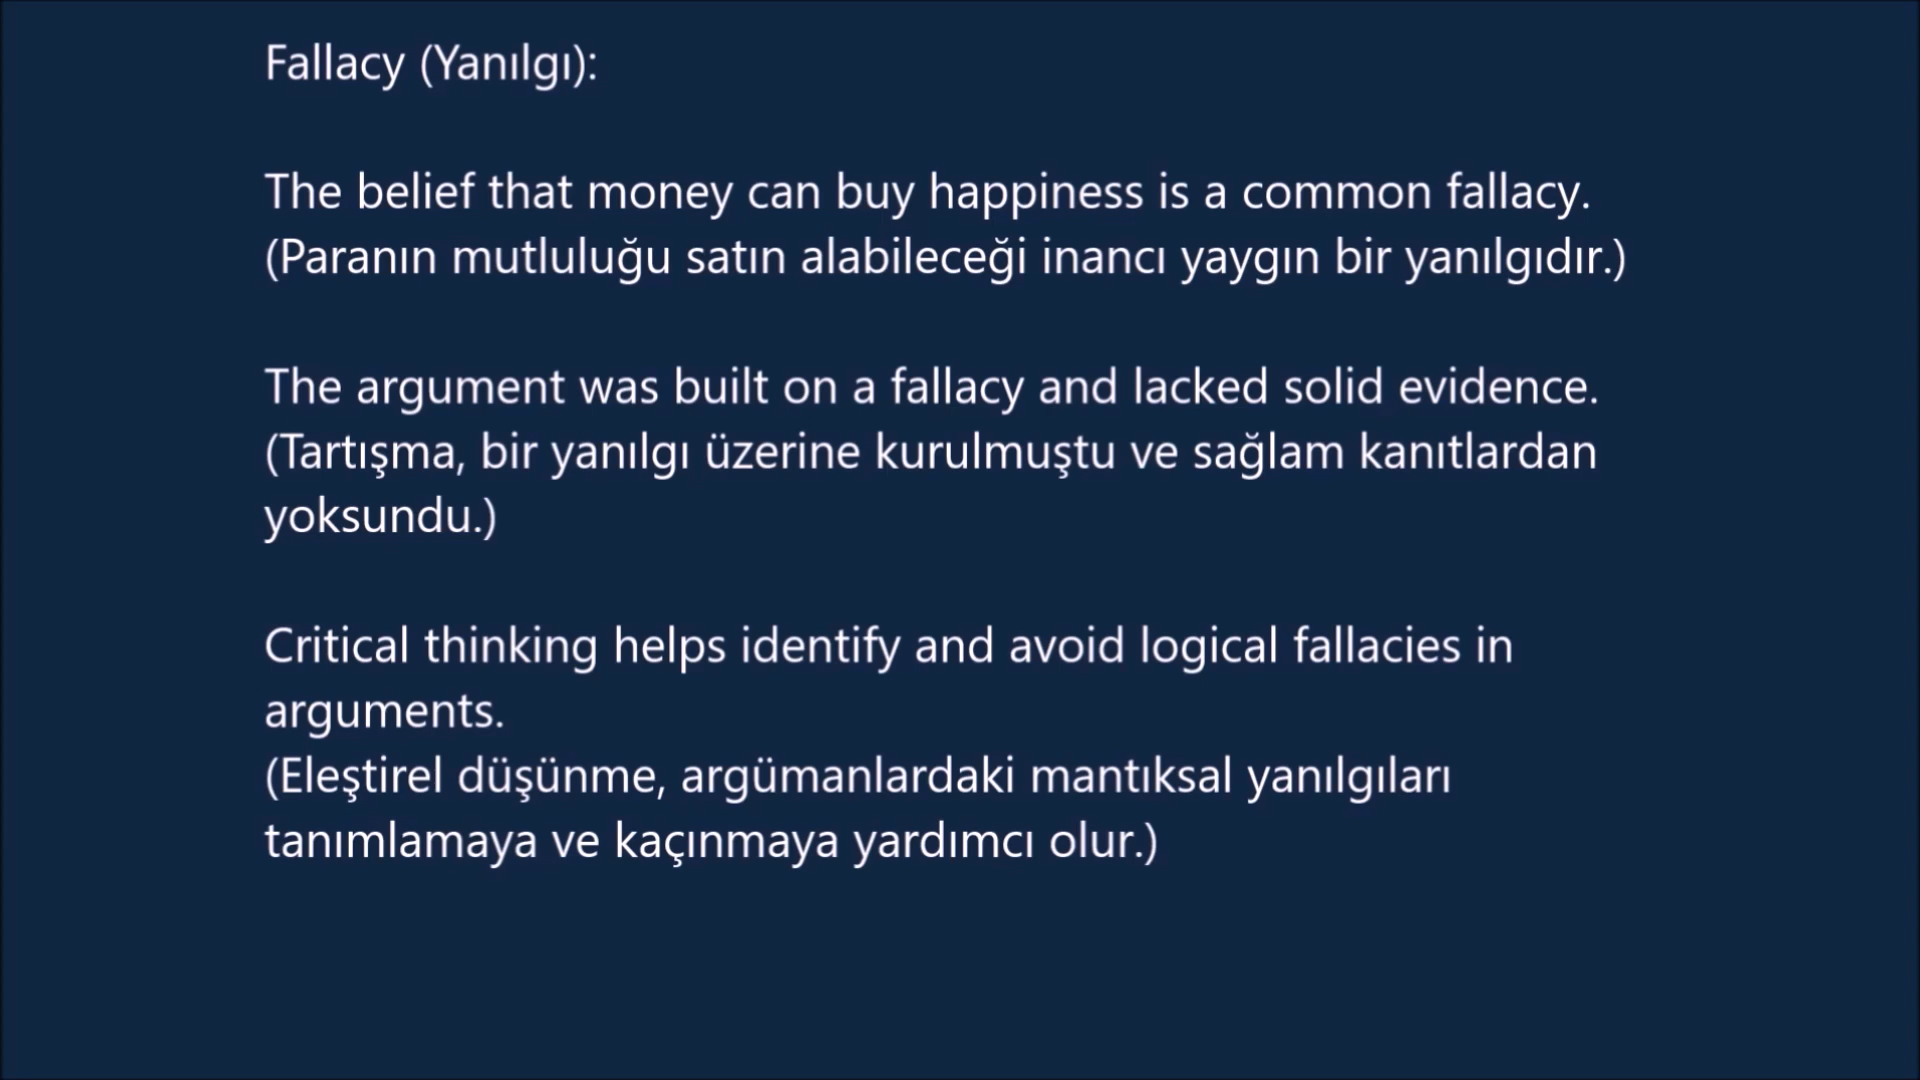 Fallacy (Yanılgı):
The belief that money can buy happiness is a common fallacy.
(Paranın mutluluğu satın alabileceği inancı yaygın bir yanılgıdır.)
The argument was built on a fallacy and lacked solid evidence.
(Tartışma, bir yanılgı üzerine kurulmuştu ve sağlam kanıtlardan
yoksundu.)
Critical thinking helps identify and avoid logical fallacies in
arguments.
(Eleştirel düşünme, argümanlardaki mantıksal yanılgıları
tanımlamaya ve kaçınmaya yardımcı olur.)